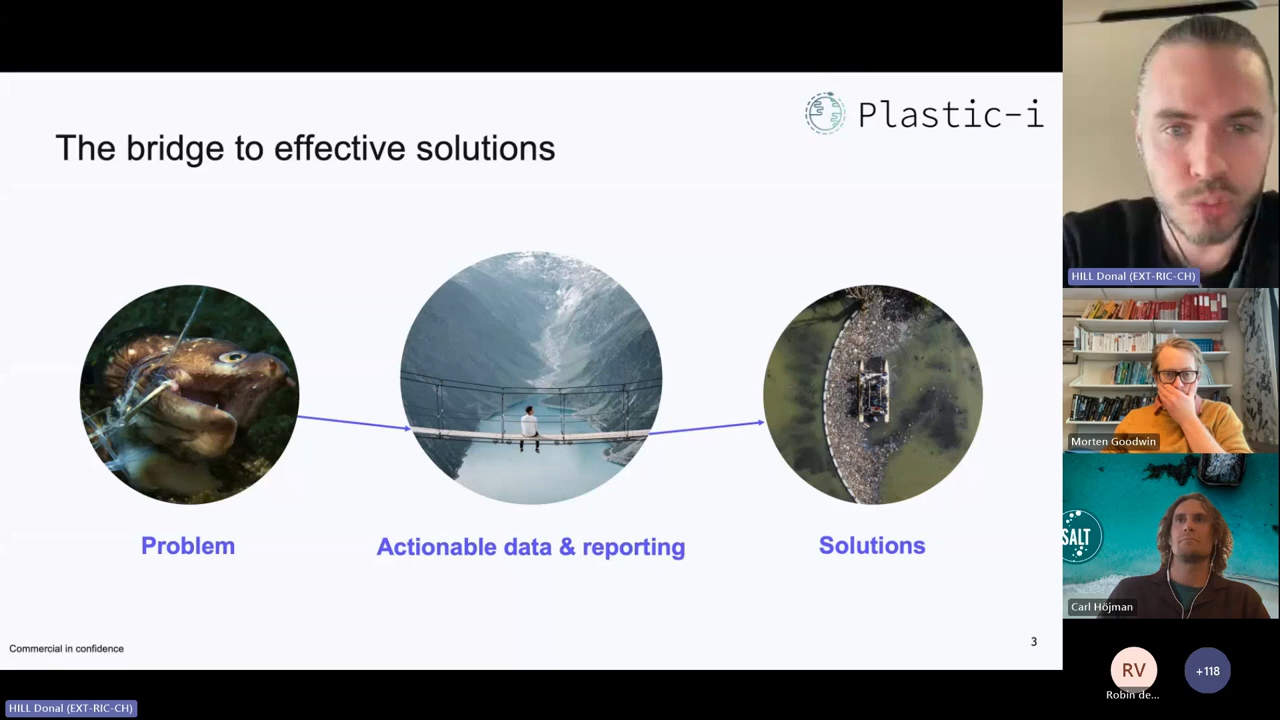 Plastic-i
The bridge to effective solutions
Problem
Actionable data & reporting
Solutions
Commercial in confidence
3
HILL Donal (EXT-RIC-CH)
HILL Donal (EXT-RIC-CH)
Morten Goodwin
SALT
Carl Höjman
RV
Robin de...
+118